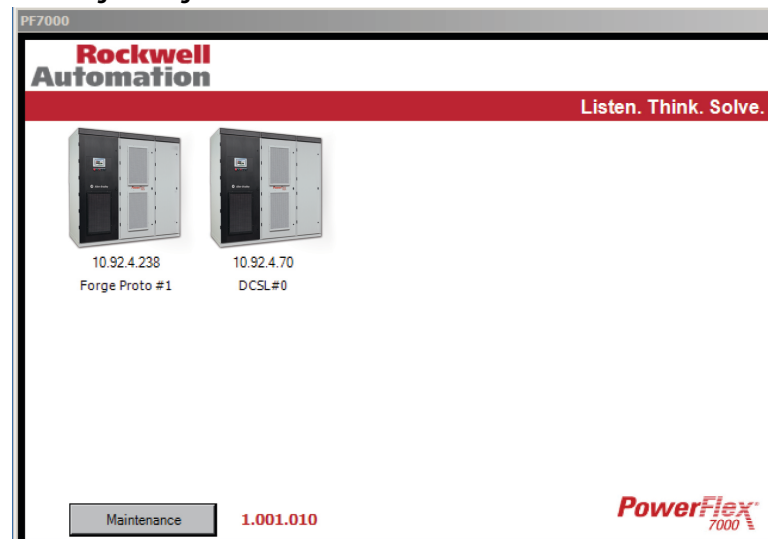 PF7000
Rockwell
Automation
Listen. Think. Solve.
10.92.4.238
10.92.4.70
Forge Proto #1
DCSL#0
Maintenance
1.001.010
PowerFlex
7000